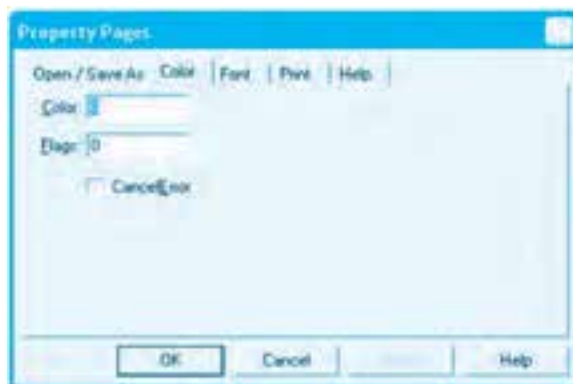 Property Pages
Open / Save As Color Font Print Help
Color
Flags: 0
CancelError
OK Cancel Help